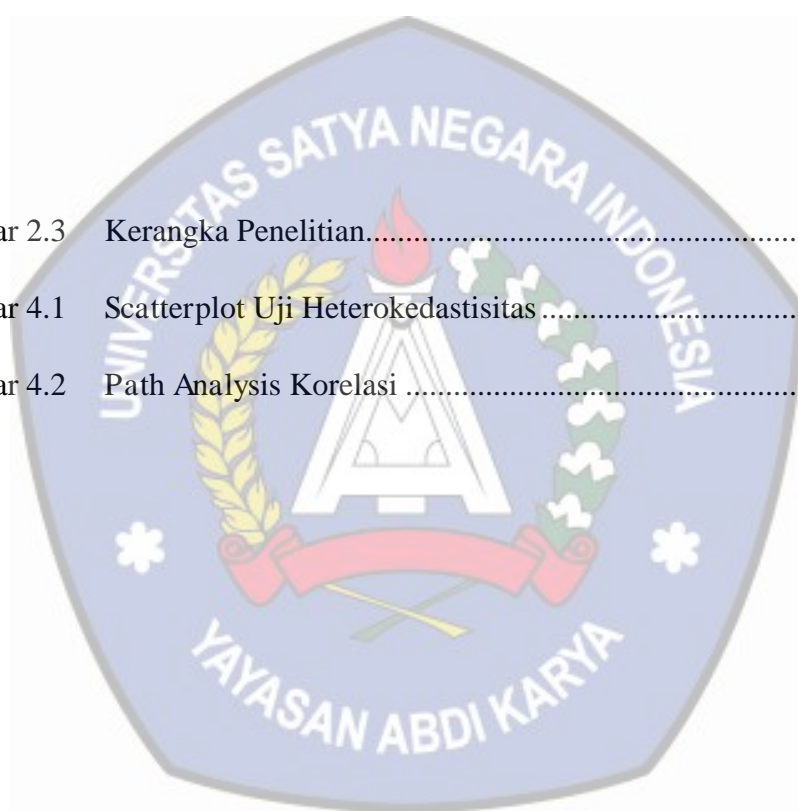 UNIVERSITAS SATYA NEGARA INDONESIA
ar 2.3 Kerangka Penelitian..................................................
ar 4.1 Scatterplot Uji Heterokedastisitas..............................
ar 4.2 Path Analysis Korelasi ..............................................
YAYASAN ABDI KARYA